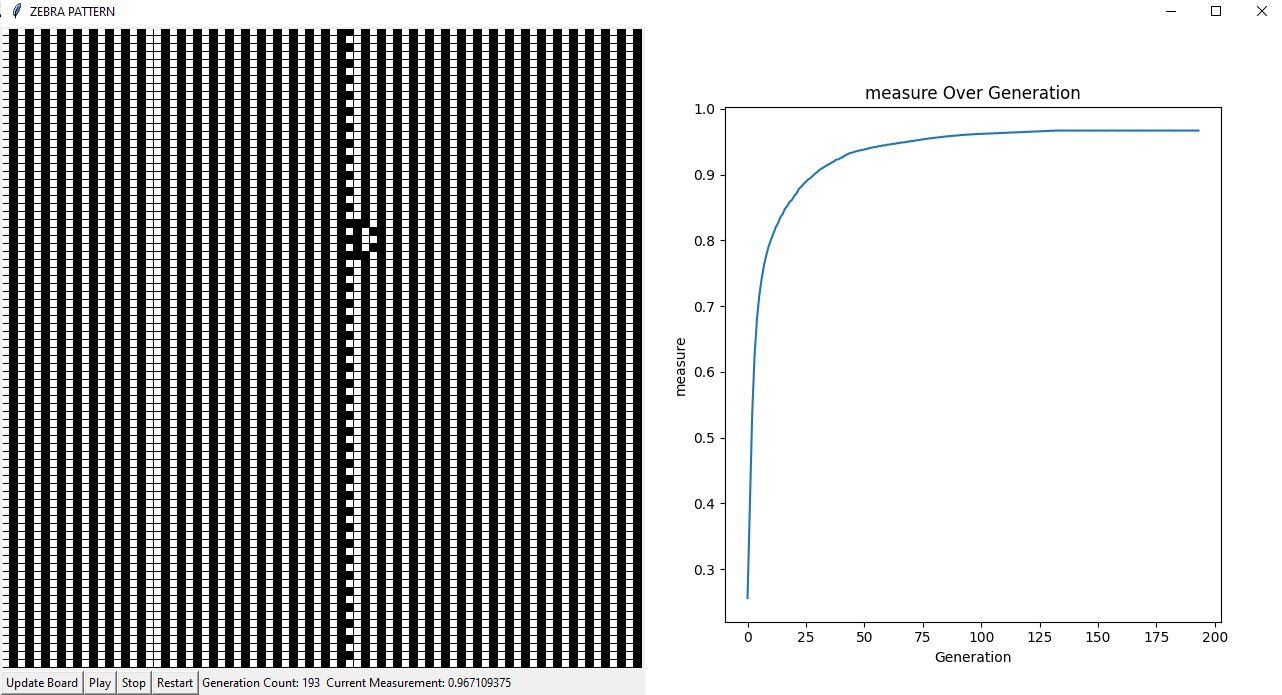 ZEBRA PATTERN
measure Over Generation
1.0
0.9
0.8
0.7
0.6
0.5
0.4
0.3
measure
0 25 50 75 100 125 150 175 200
Generation
Update Board Play Stop Restart Generation Count: 193 Current Measurement: 0.967109375